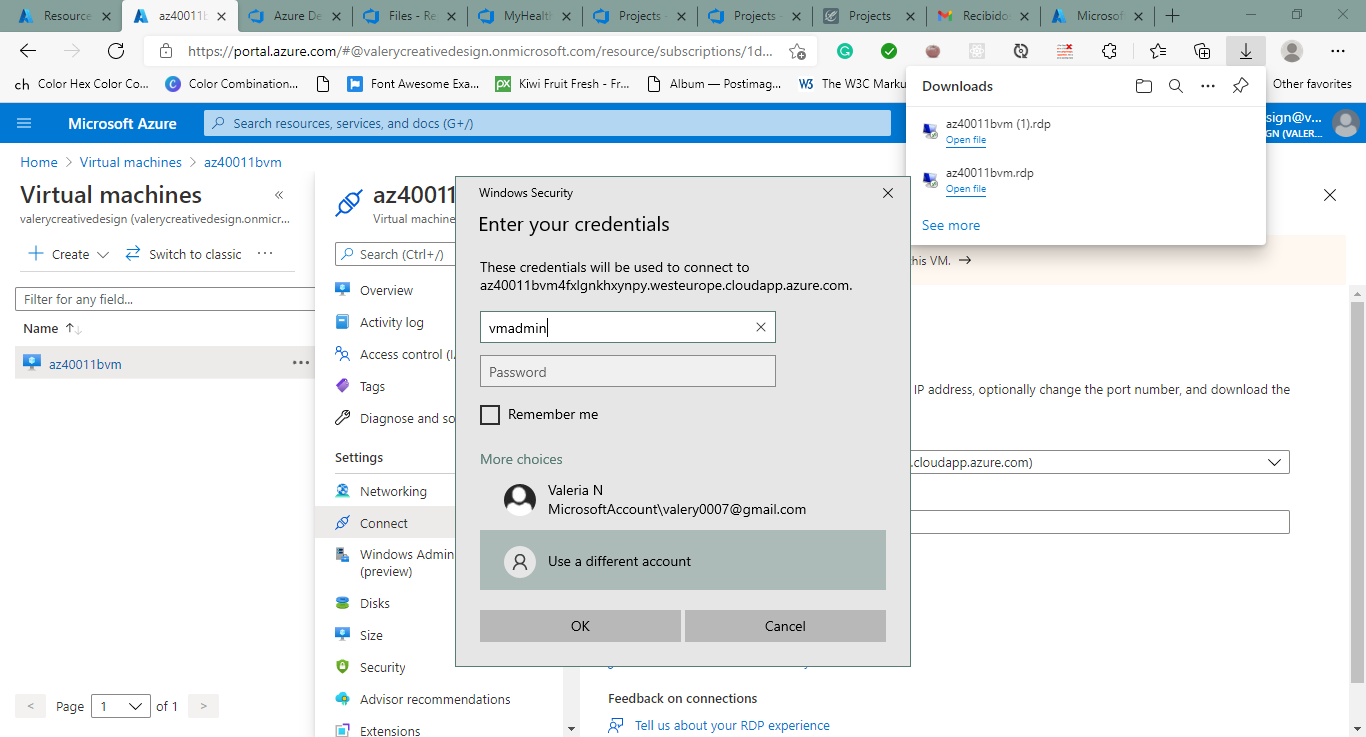 Resource
az40011b
Azure De
Files - Re
MyHealt
Projects -
Projects -
Projects
Recibido
Microsof
https://portal.azure.com/#@valerycreativedesign.onmicrosoft.com/resource/subscriptions/1d...
ch Color Hex Color Co...
Color Combination...
Font Awesome Exa...
px Kiwi Fruit Fresh - Fr...
Album — Postimag...
W3 The W3C Marku
Other favorites
Downloads
az40011bvm (1).rdp
Open file
az40011bvm.rdp
Open file
See more
Microsoft Azure
Search resources, services, and docs (G+/)
sign@v...
GN (VALER...
Home > Virtual machines > az40011bvm
Virtual machines
valerycreativedesign (valerycreativedesign.onmicr...
Create
Switch to classic
Filter for any field...
Name
az40011bvm
< Page 1 of 1 >
az40011
Virtual machine
Search (Ctrl+/)
Overview
Activity log
Access control (I
Tags
Diagnose and so
Settings
Networking
Connect
Windows Admin
(preview)
Disks
Size
Security
Advisor recommendations
Extensions
Windows Security
Enter your credentials
These credentials will be used to connect to
az40011bvm4fxlgnkhxynpy.westeurope.cloudapp.azure.com.
vmadmin
Password
Remember me
More choices
Valeria N
MicrosoftAccount\valery0007@gmail.com
Use a different account
OK
Cancel
his VM. →
IP address, optionally change the port number, and download the
.cloudapp.azure.com)
Feedback on connections
Tell us about your RDP experience